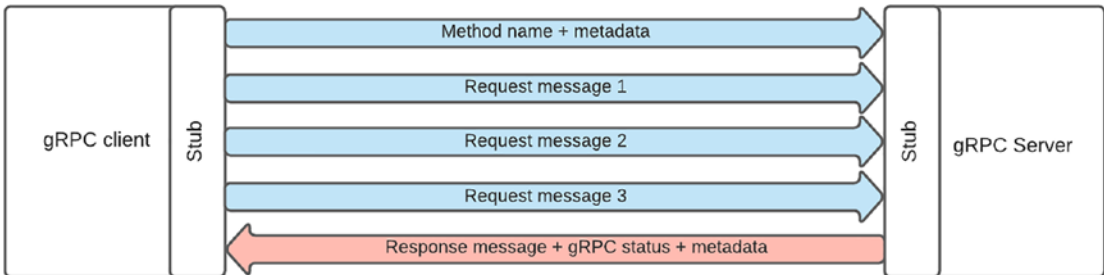 gRPC client
Stub
Method name + metadata
Request message 1
Request message 2
Request message 3
Response message + gRPC status + metadata
Stub
gRPC Server